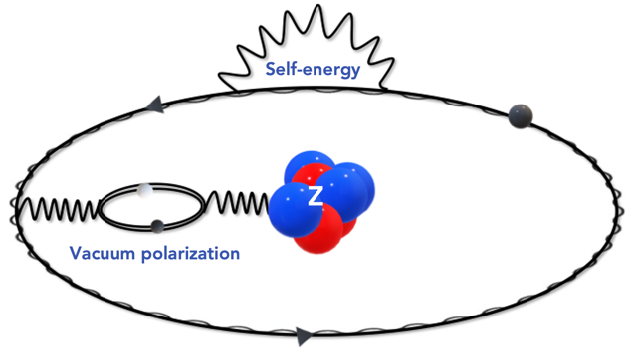 Self-energy
Z
Vacuum polarization